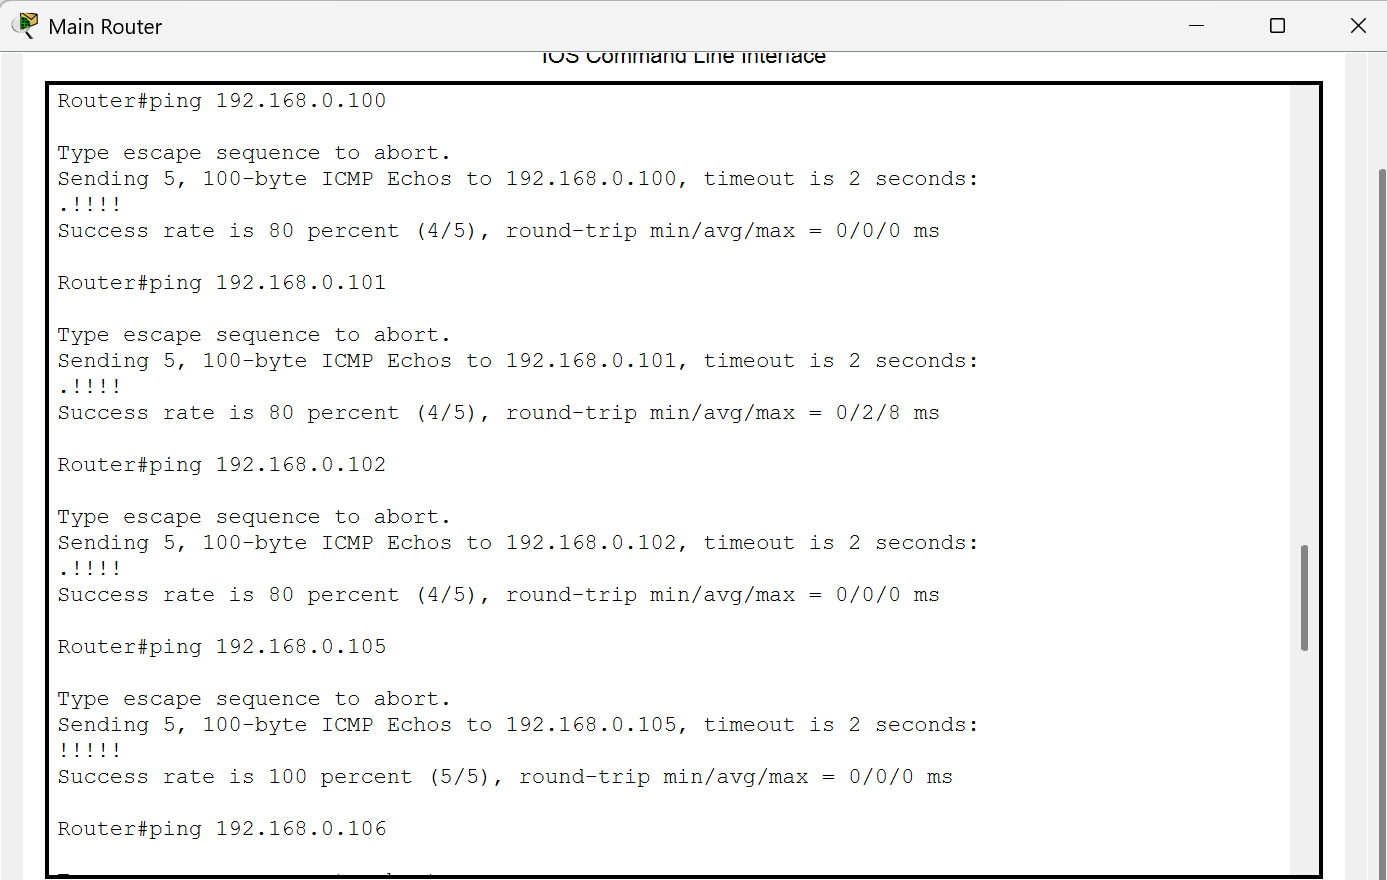 Main Router
IOS Command Line Interface
Router#ping 192.168.0.100
Type escape sequence to abort.
Sending 5, 100-byte ICMP Echos to 192.168.0.100, timeout is 2 seconds:
.!!!!
Success rate is 80 percent (4/5), round-trip min/avg/max = 0/0/0 ms
Router#ping 192.168.0.101
Type escape sequence to abort.
Sending 5, 100-byte ICMP Echos to 192.168.0.101, timeout is 2 seconds:
.!!!!
Success rate is 80 percent (4/5), round-trip min/avg/max = 0/2/8 ms
Router#ping 192.168.0.102
Type escape sequence to abort.
Sending 5, 100-byte ICMP Echos to 192.168.0.102, timeout is 2 seconds:
.!!!!
Success rate is 80 percent (4/5), round-trip min/avg/max = 0/0/0 ms
Router#ping 192.168.0.105
Type escape sequence to abort.
Sending 5, 100-byte ICMP Echos to 192.168.0.105, timeout is 2 seconds:
!!!!!
Success rate is 100 percent (5/5), round-trip min/avg/max = 0/0/0 ms
Router#ping 192.168.0.106